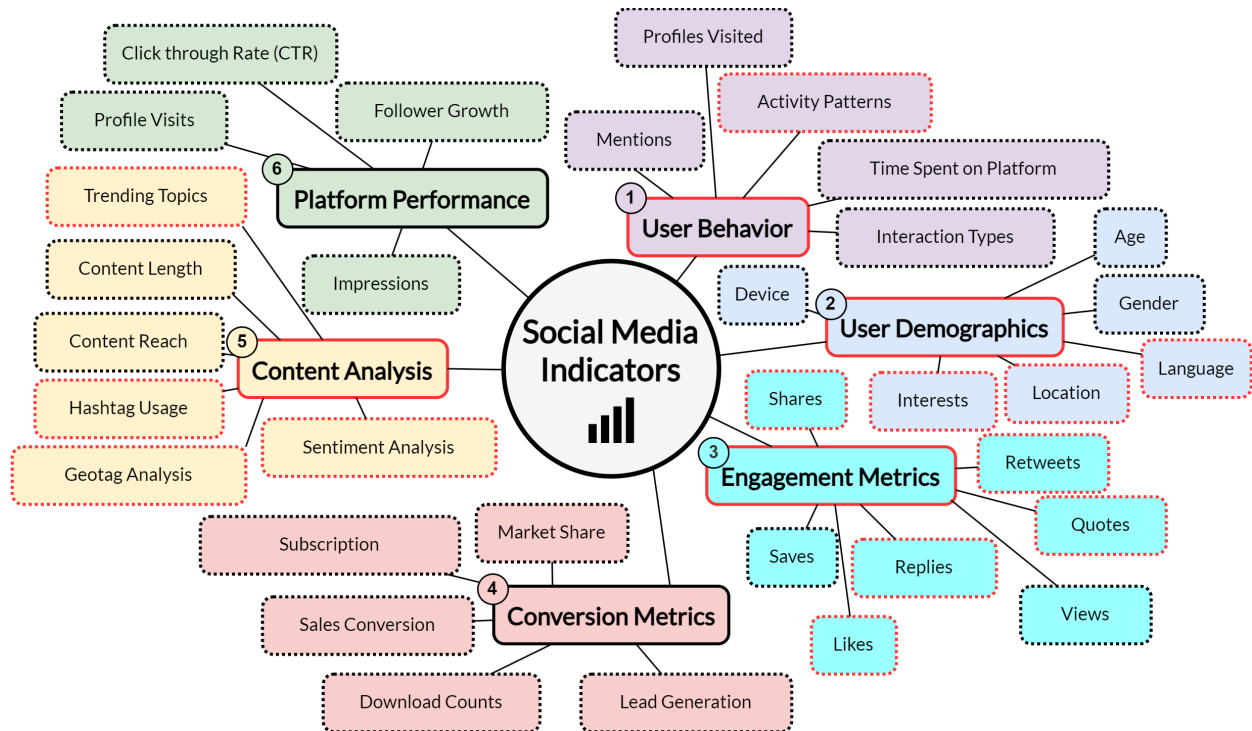 Social Media
Indicators
1
User Behavior
Profiles Visited
Activity Patterns
Mentions
Time Spent on Platform
Interaction Types
2
User Demographics
Device
Age
Gender
Language
Location
Interests
3
Engagement Metrics
Shares
Retweets
Quotes
Views
Replies
Likes
Saves
4
Conversion Metrics
Market Share
Subscription
Sales Conversion
Download Counts
Lead Generation
5
Content Analysis
Trending Topics
Content Length
Content Reach
Hashtag Usage
Geotag Analysis
Sentiment Analysis
6
Platform Performance
Click through Rate (CTR)
Profile Visits
Follower Growth
Impressions